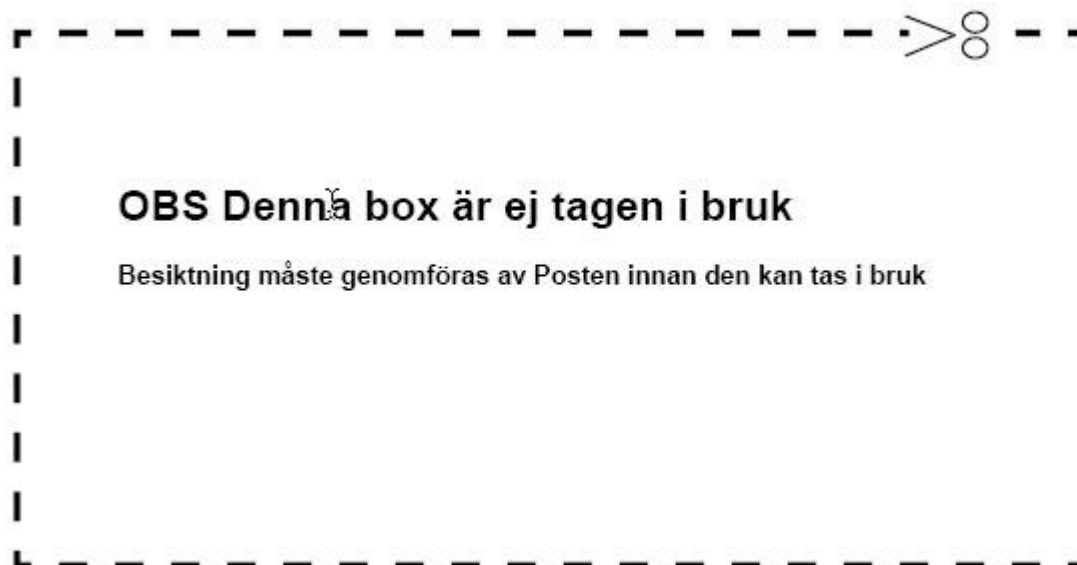 OBS Denna box är ej tagen i bruk
Besiktning måste genomföras av Posten innan den kan tas i bruk